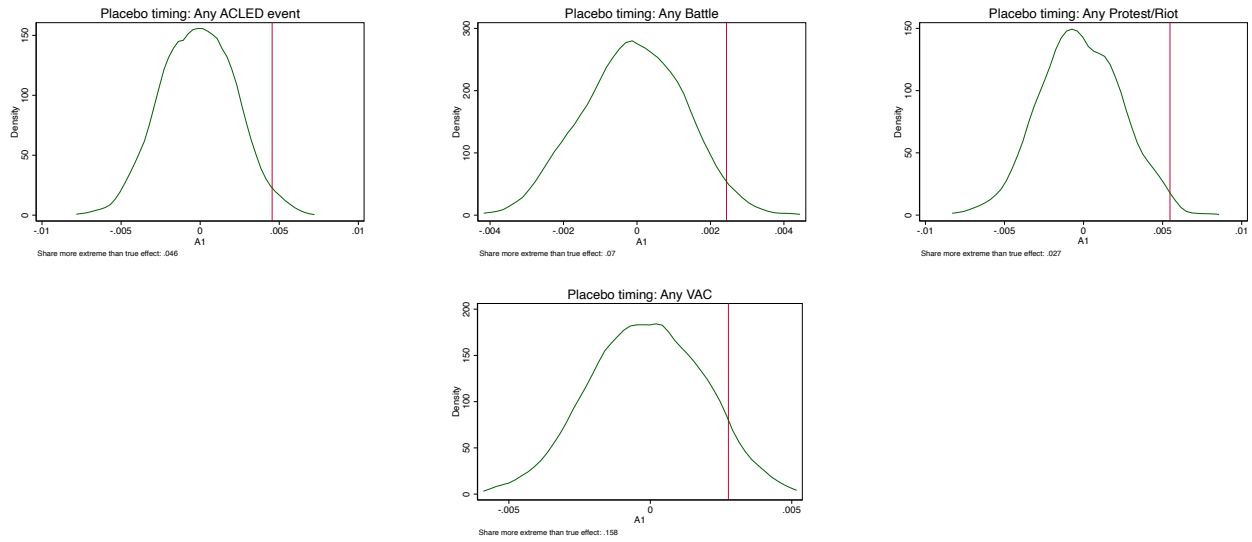 Placebo timing: Any ACLED event
150
100
50
0
Density
-.01
-.005
0
.005
.01
A1
Share more extreme than true effect: .046
Placebo timing: Any Battle
300
200
100
0
Density
-.004
-.002
0
.002
.004
A1
Share more extreme than true effect: .07
Placebo timing: Any Protest/Riot
150
100
50
0
Density
-.01
-.005
0
.005
.01
A1
Share more extreme than true effect: .027
Placebo timing: Any VAC
200
150
100
50
0
Density
-.005
0
.005
A1
Share more extreme than true effect: .158